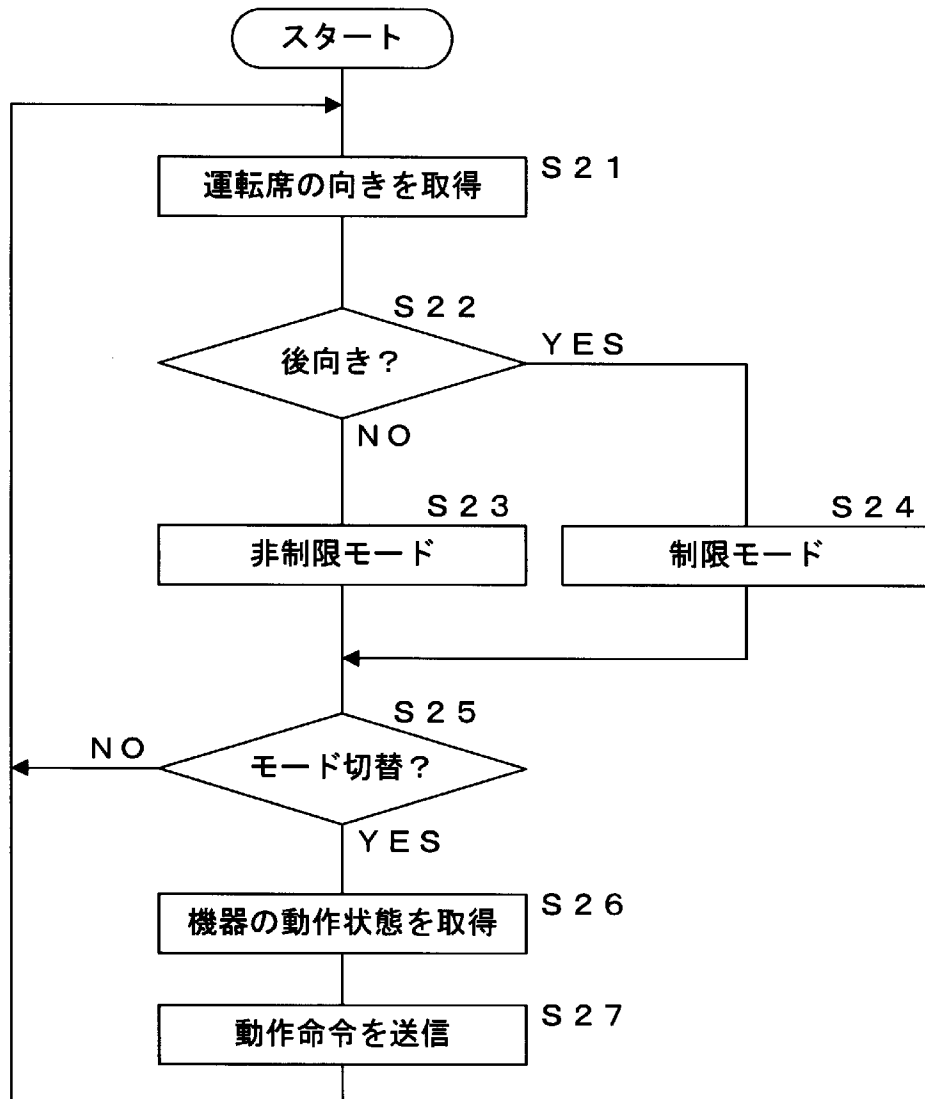 スタート
運転席の向きを取得
S21
S22
後向き?
YES
NO
S23
非制限モード
S24
制限モード
S25
モード切替?
NO
YES
S26
機器の動作状態を取得
S27
動作命令を送信